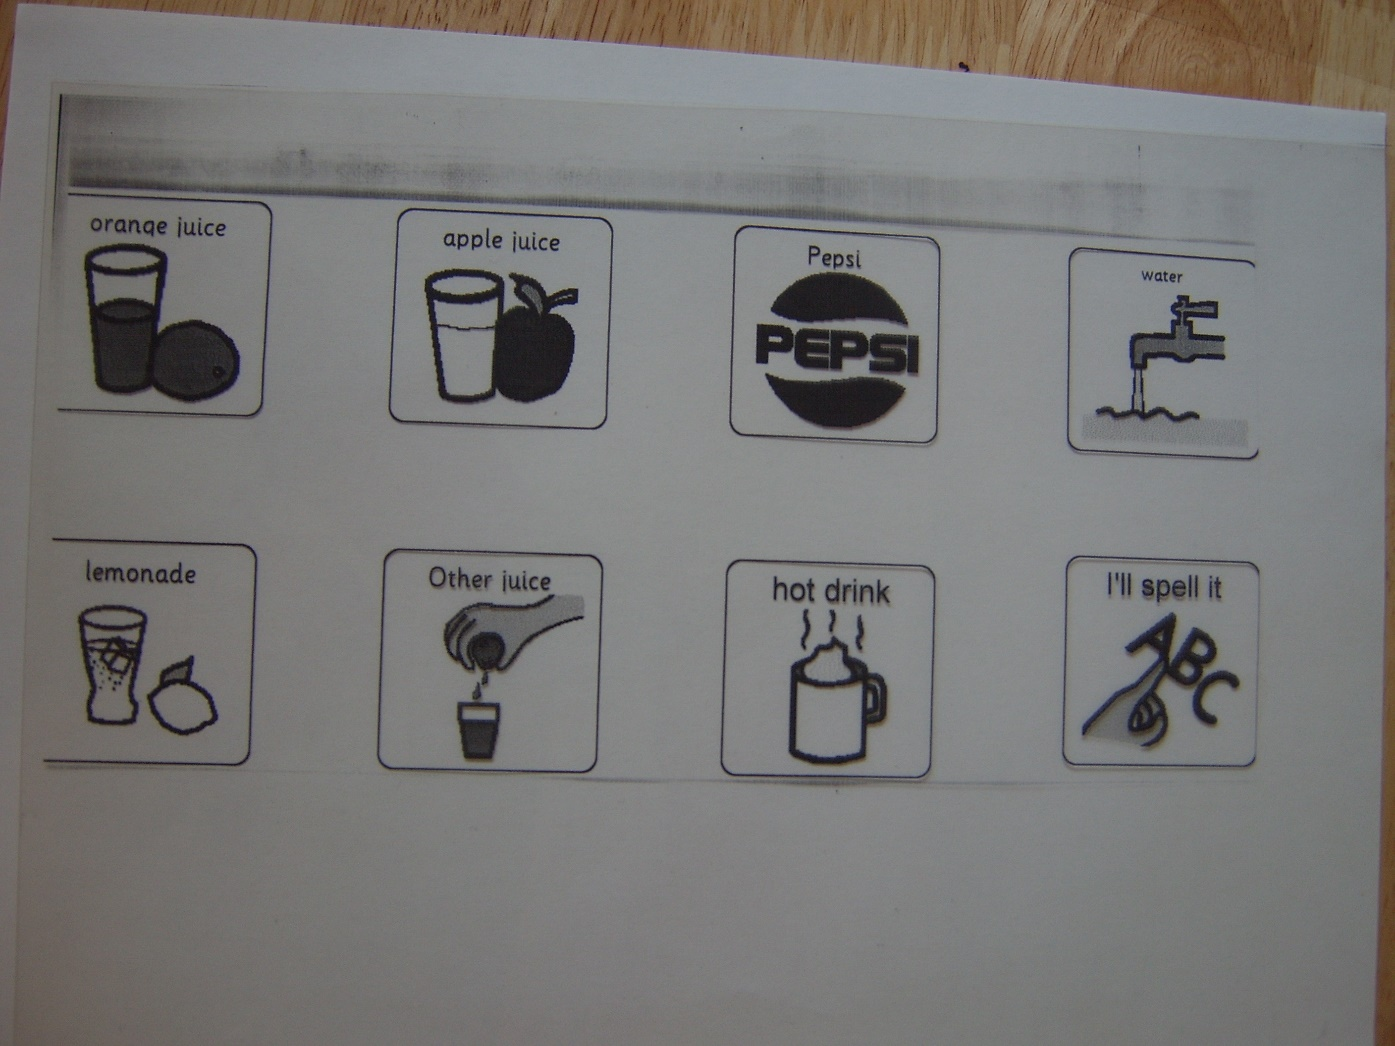 orange juice
apple juice
Pepsi
PEPSI
water
lemonade
Other juice
hot drink
I'll spell it
ABC